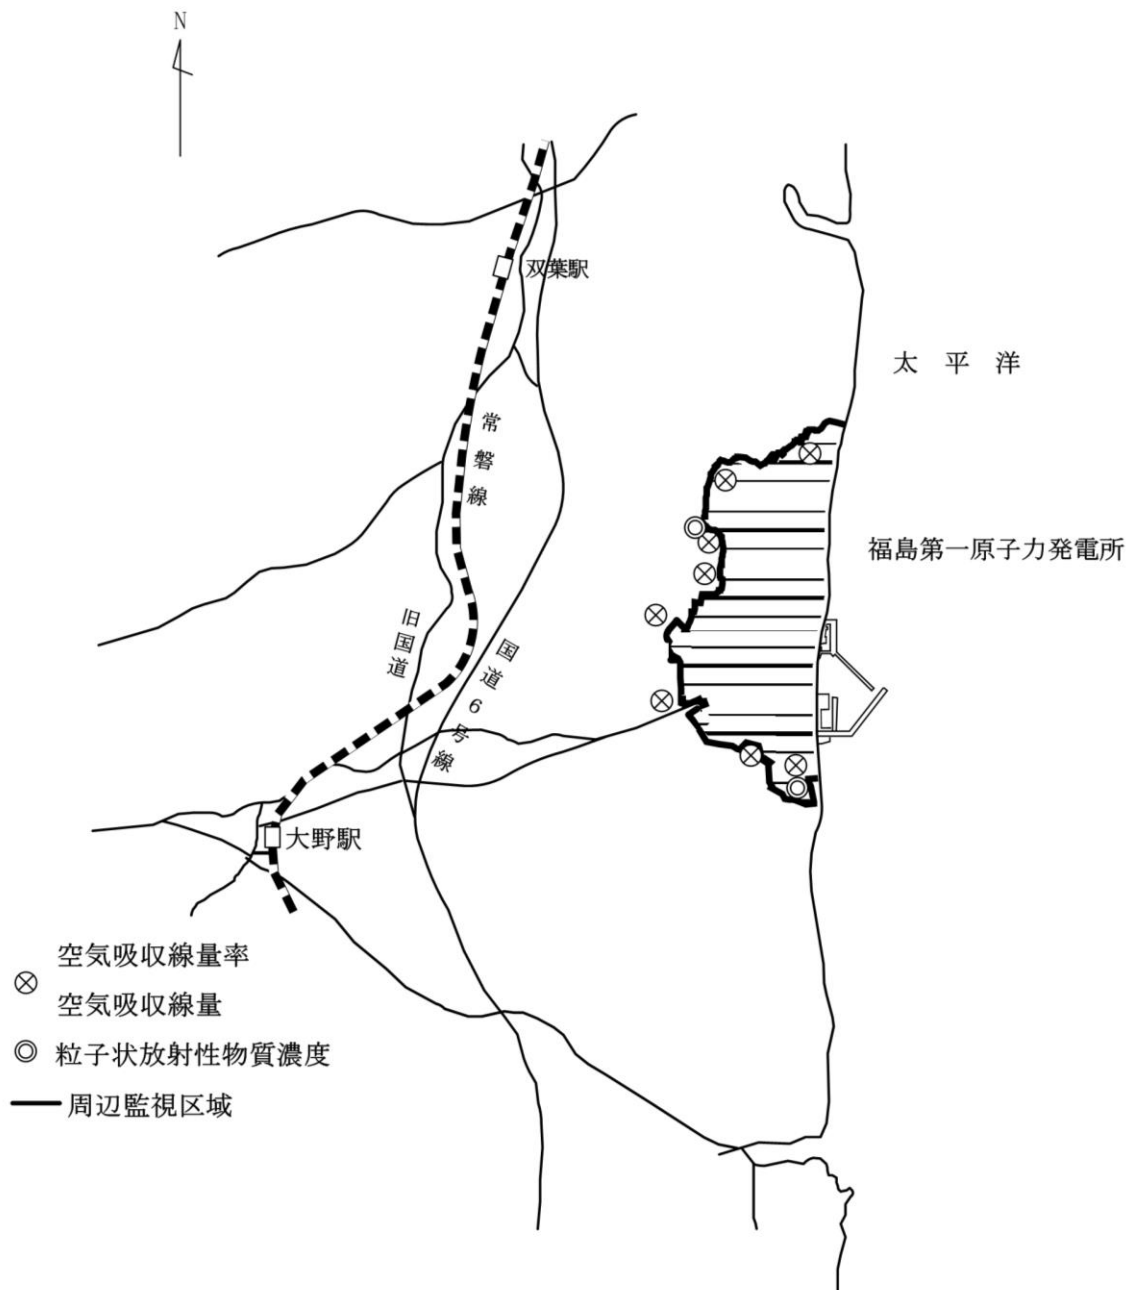 N
双葉駅
太平洋
常磐線
福島第一原子力発電所
旧国道
国道6号線
大野駅
空気吸収線量率
空気吸収線量
粒子状放射性物質濃度
周辺監視区域